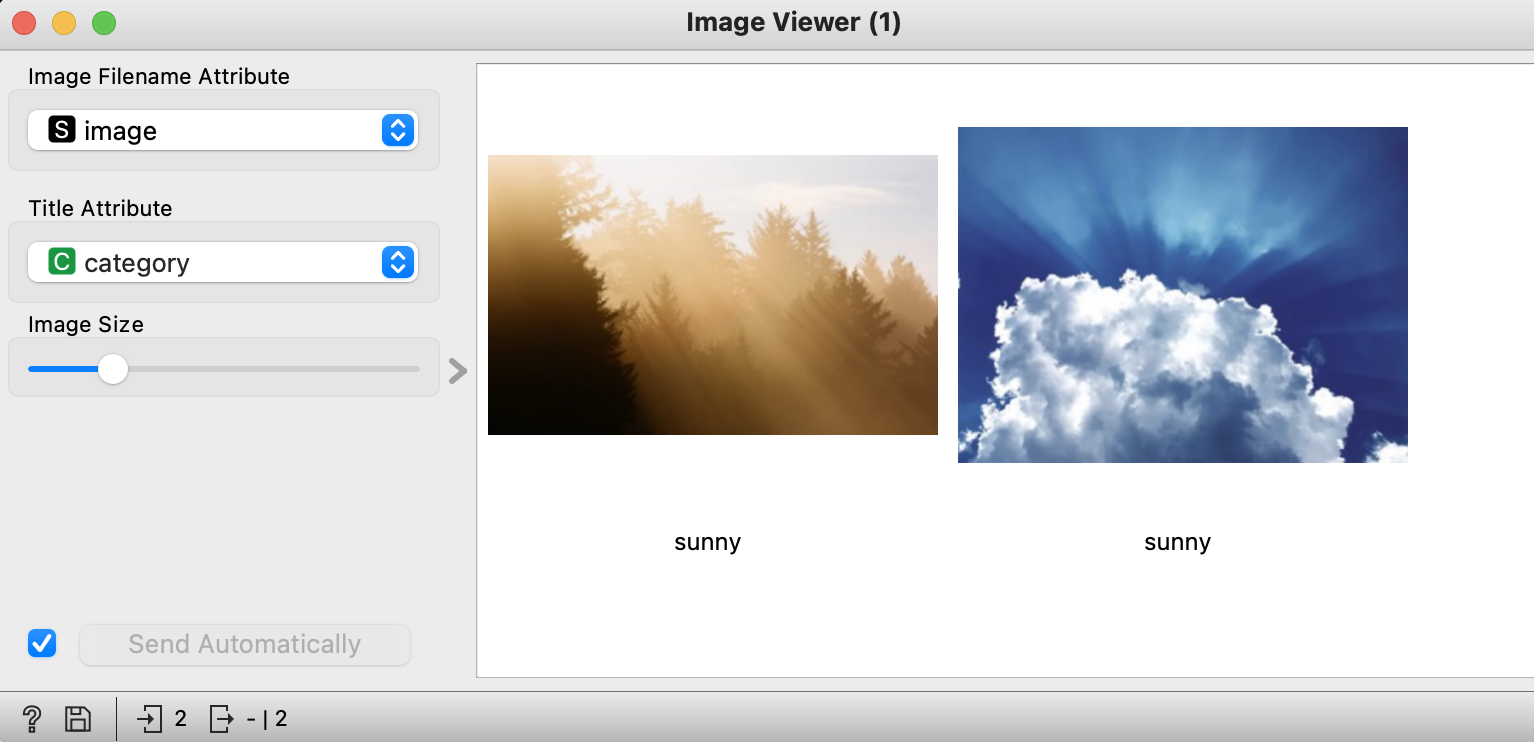 Image Viewer (1)
Image Filename Attribute
S image
Title Attribute
C category
Image Size
sunny
sunny
Send Automatically
? 2 - | 2